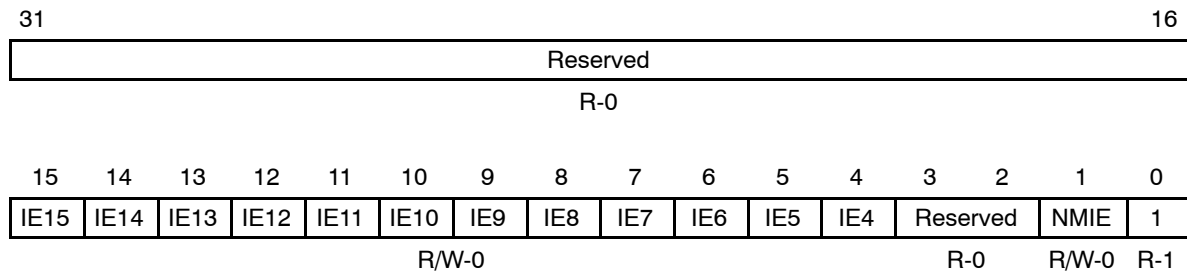 31 16
Reserved
R-0
15 14 13 12 11 10 9 8 7 6 5 4 3 2 1 0
IE15 IE14 IE13 IE12 IE11 IE10 IE9 IE8 IE7 IE6 IE5 IE4 Reserved NMIE 1
R/W-0 R-0 R/W-0 R-1